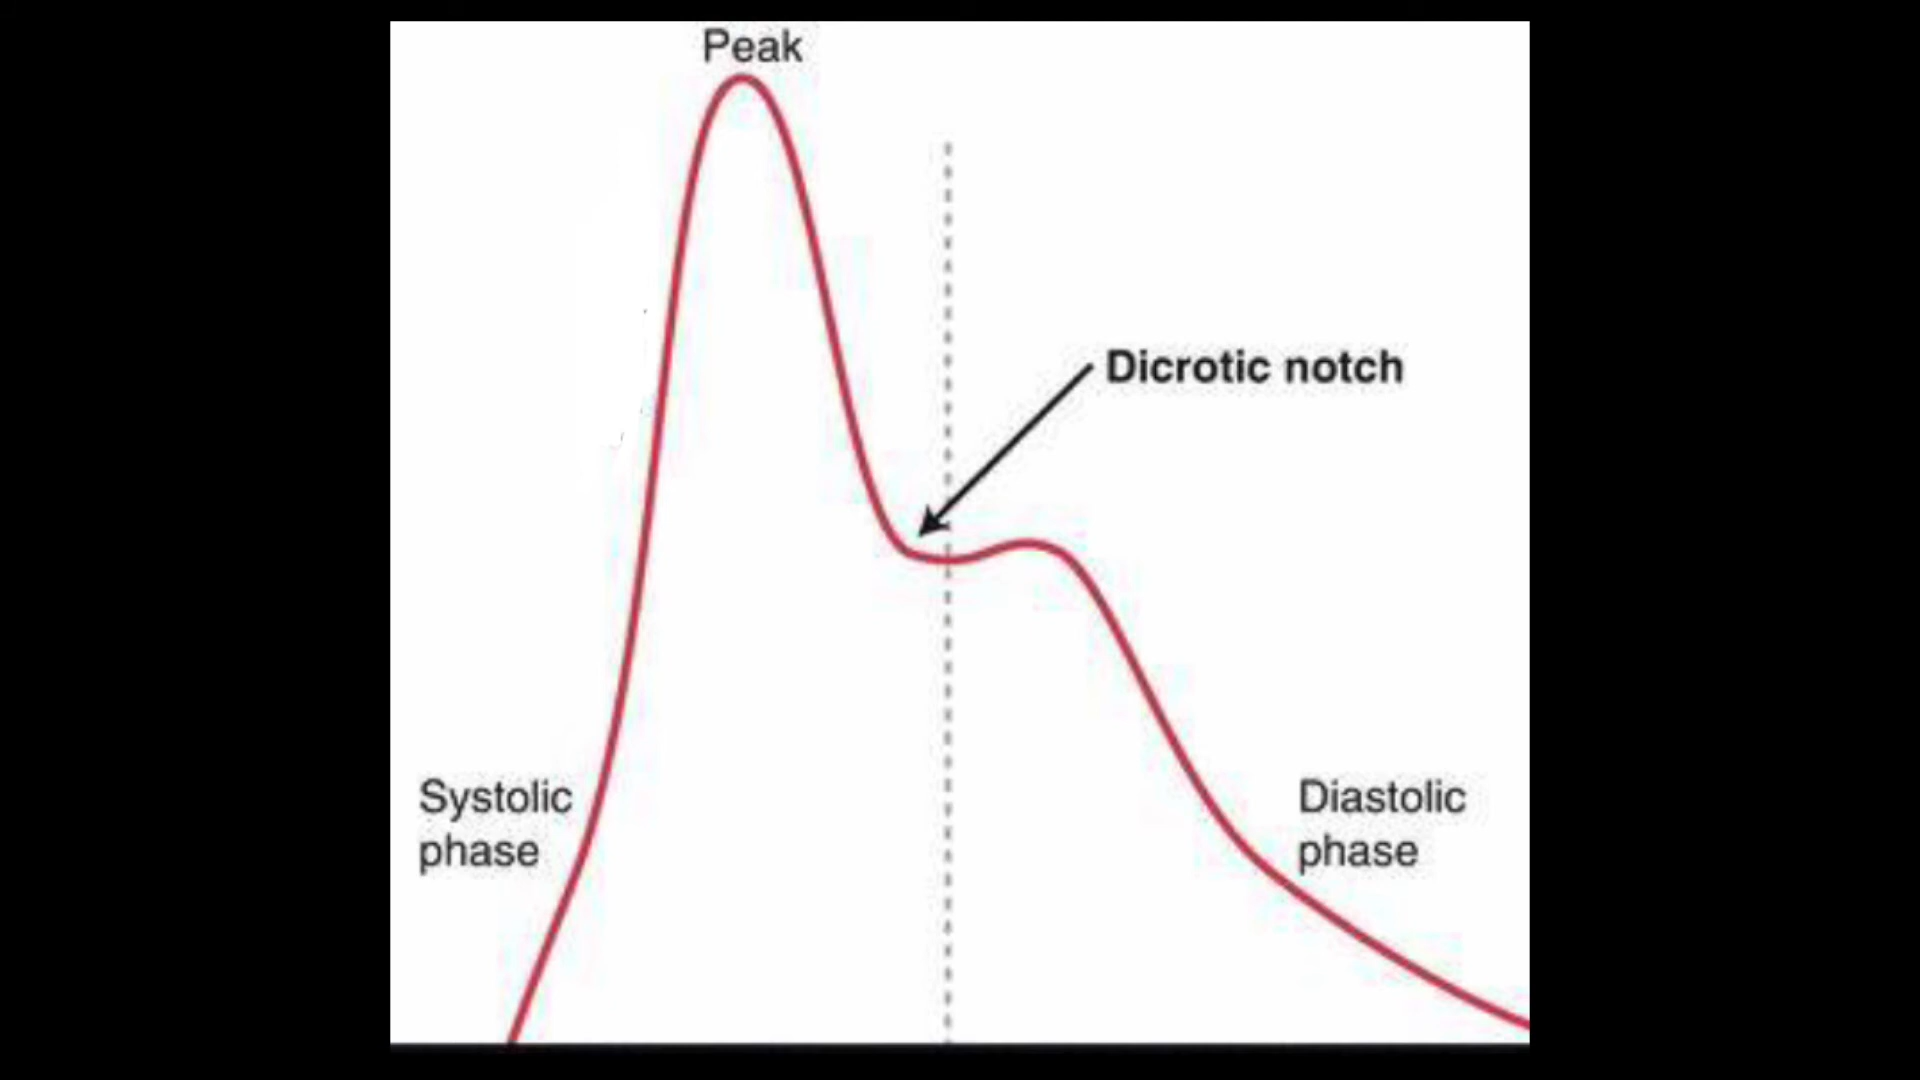 Peak
Dicrotic notch
Systolic
phase
Diastolic
phase